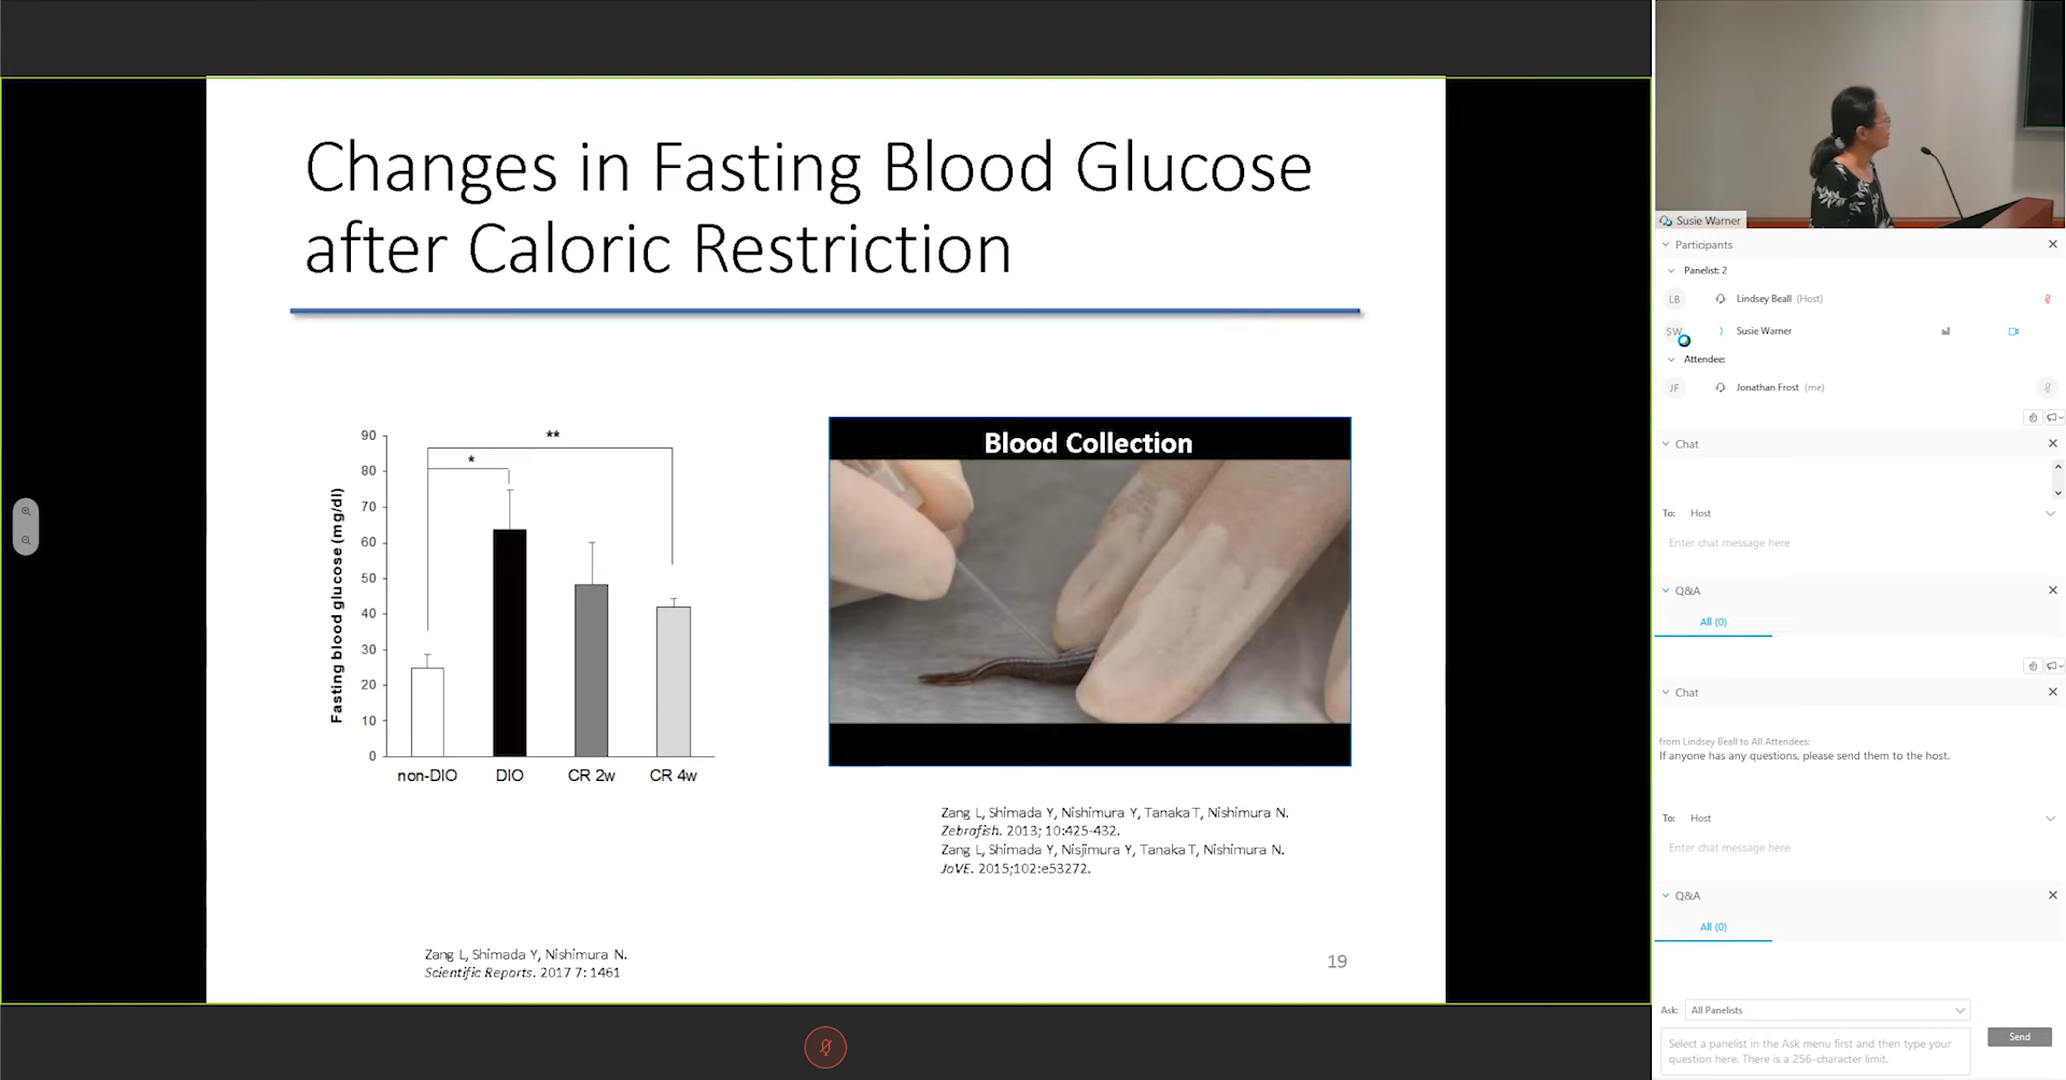 Changes in Fasting Blood Glucose
after Caloric Restriction
90
80
70
60
50
40
30
20
10
0
Fasting blood glucose (mg/dl)
*
**
non-DIO DIO CR 2w CR 4w
Blood Collection
Zang L, Shimada Y, Nishimura Y, Tanaka T, Nishimura N.
Zebrafish. 2013; 10:425-432.
Zang L, Shimada Y, Nisjimura Y, Tanaka T, Nishimura N.
JoVE. 2015;102:e53272.
Zang L, Shimada Y, Nishimura N.
Scientific Reports. 2017 7: 1461
19
Susie Warner
Participants
Panelist: 2
LB Lindsey Beall (Host)
SW Susie Warner
Attendee:
JF Jonathan Frost (me)
Chat
To: Host
Enter chat message here
Q&A
All (0)
Chat
from Lindsey Beall to All Attendees:
If anyone has any questions, please send them to the host.
To: Host
Enter chat message here
Q&A
All (0)
Ask: All Panelists
Select a panelist in the Ask menu first and then type your
question here. There is a 256-character limit.
Send